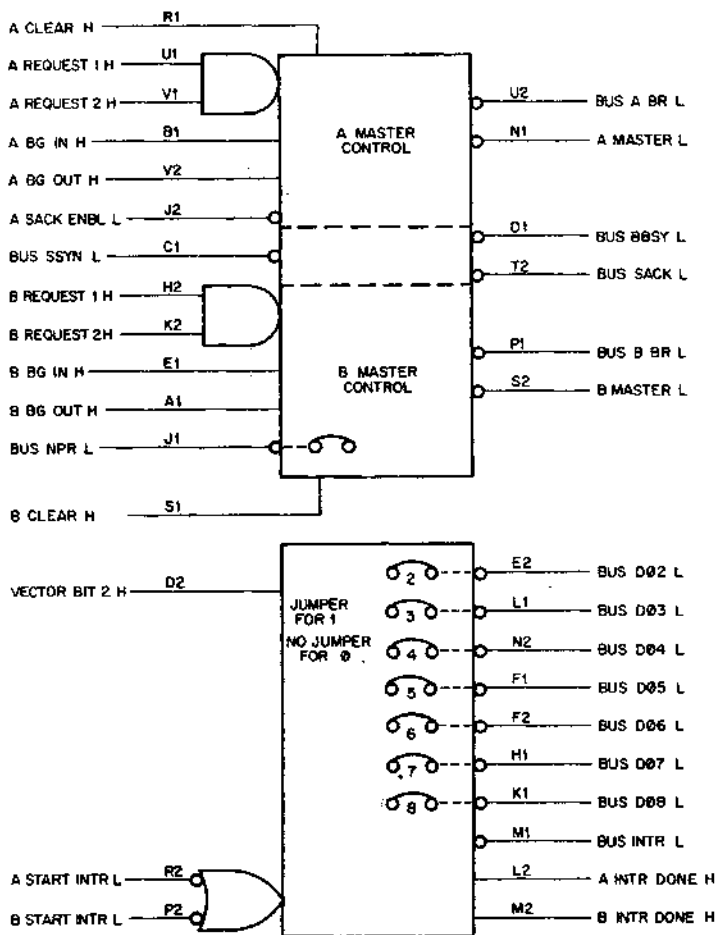 A CLEAR H R1
A REQUEST 1 H U1
A REQUEST 2 H V1
A BG IN H B1
A BG OUT H V2
A SACK ENBL L J2
BUS SSYN L C1
B REQUEST 1 H H2
B REQUEST 2H K2
B BG IN H E1
B BG OUT H A1
BUS NPR L J1
B CLEAR H S1
A MASTER
CONTROL
B MASTER
CONTROL
U2 BUS A BR L
N1 A MASTER L
D1 BUS BBSY L
T2 BUS SACK L
P1 BUS B BR L
S2 B MASTER L
VECTOR BIT 2 H D2
JUMPER
FOR 1
NO JUMPER
FOR 0
2 E2 BUS D02 L
3 L1 BUS D03 L
4 N2 BUS D04 L
5 F1 BUS D05 L
6 F2 BUS D06 L
7 H1 BUS D07 L
8 K1 BUS D08 L
M1 BUS INTR L
L2 A INTR DONE H
M2 B INTR DONE H
A START INTR L R2
B START INTR L P2